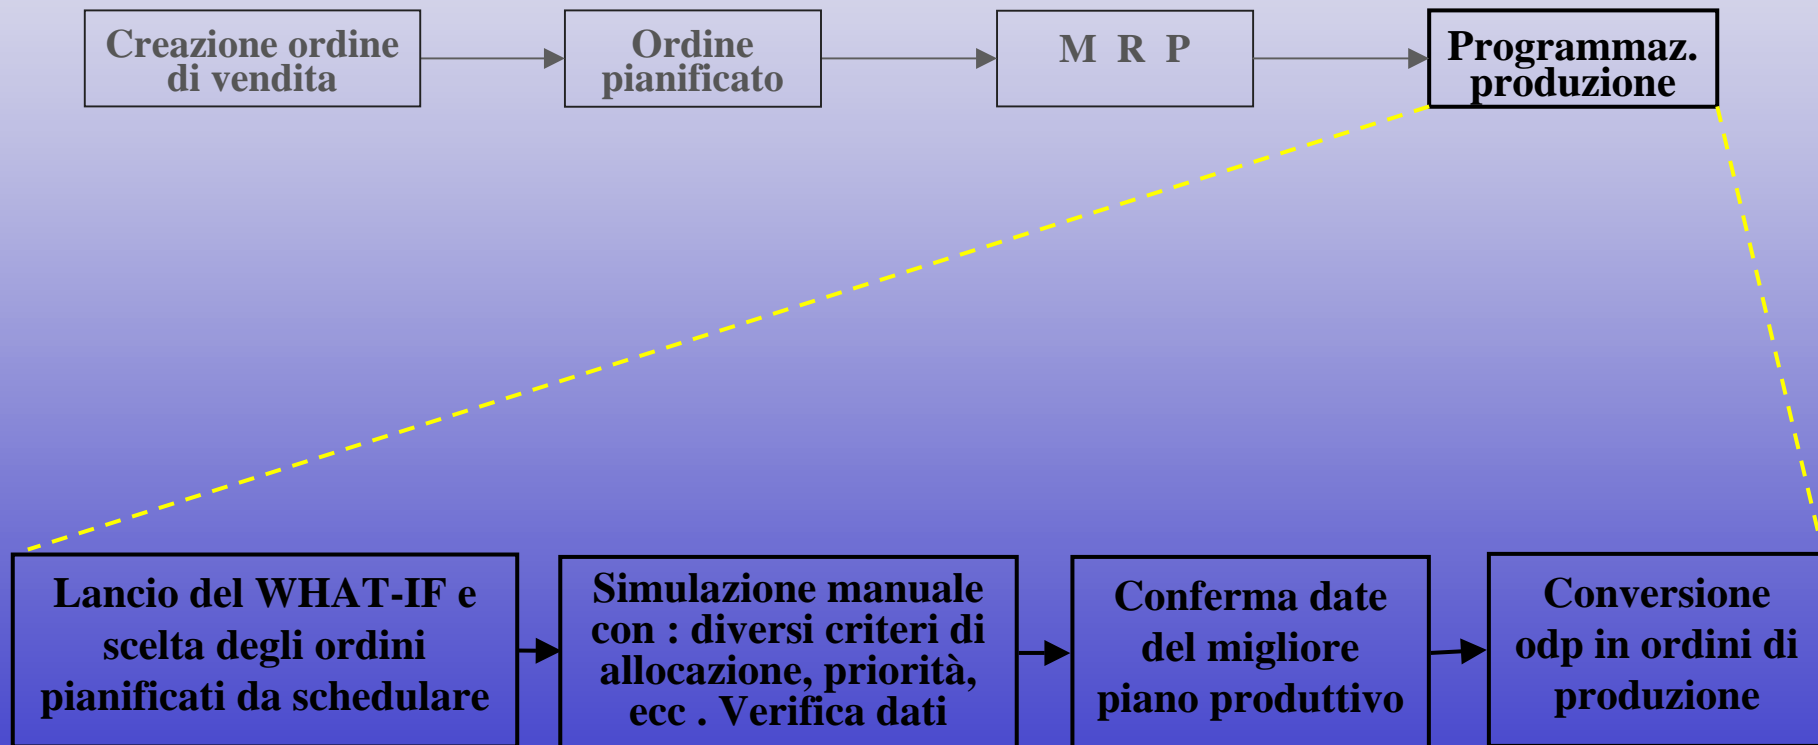 Creazione ordine
di vendita
Ordine
pianificato
M R P
Programmaz.
produzione
Lancio del WHAT-IF e
scelta degli ordini
pianificati da schedulare
Simulazione manuale
con : diversi criteri di
allocazione, priorità,
ecc . Verifica dati
Conferma date
del migliore
piano produttivo
Conversione
odp in ordini di
produzione